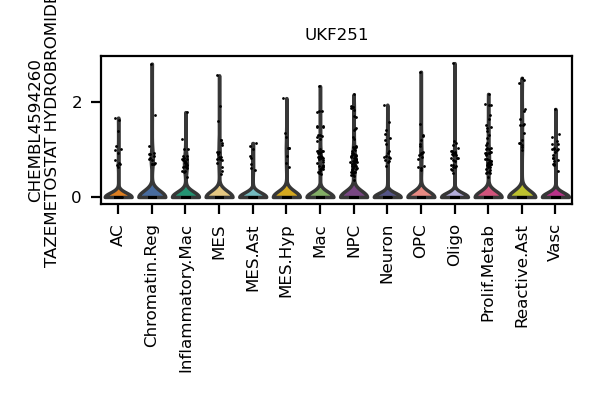 UKF251
CHEMBL4594260
TAZEMETOSTAT HYDROBROMIDE
2
0
AC
Chromatin.Reg
Inflammatory.Mac
MES
MES.Ast
MES.Hyp
Mac
NPC
Neuron
OPC
Oligo
Prolif.Metab
Reactive.Ast
Vasc